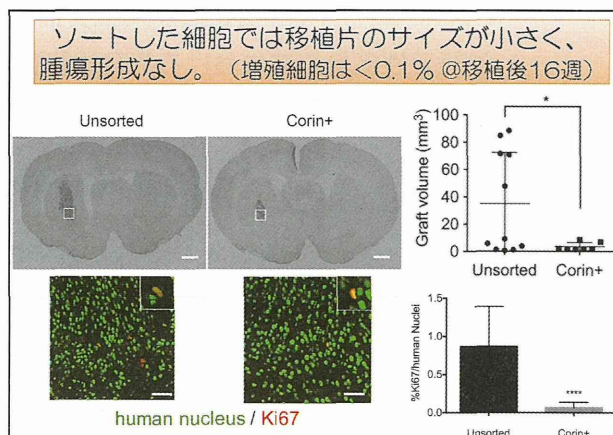 ソートした細胞では移植片のサイズが小さく、
腫瘍形成なし。（増殖細胞は<0.1% @移植後16週）
Unsorted
Corin+
human nucleus / Ki67
*
Graft volume (mm³)
100
80
60
40
20
0
Unsorted
Corin+
%Ki67/human Nuclei
1.5
1.0
0.5
0.0
****
Unsorted
Corin+